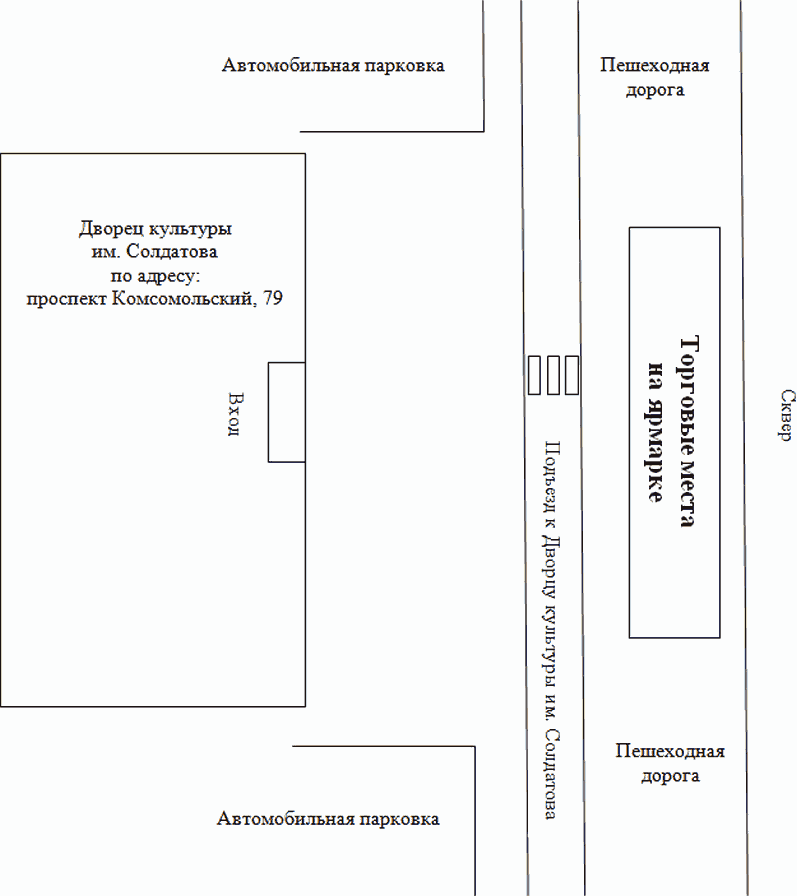 Автомобильная парковка
Пешеходная
дорога
Дворец культуры
им. Солдатова
по адресу:
проспект Комсомольский, 79
Вход
Подъезд к Дворцу культуры им. Солдатова
Торговые места
на ярмарке
Сквер
Пешеходная
дорога
Автомобильная парковка